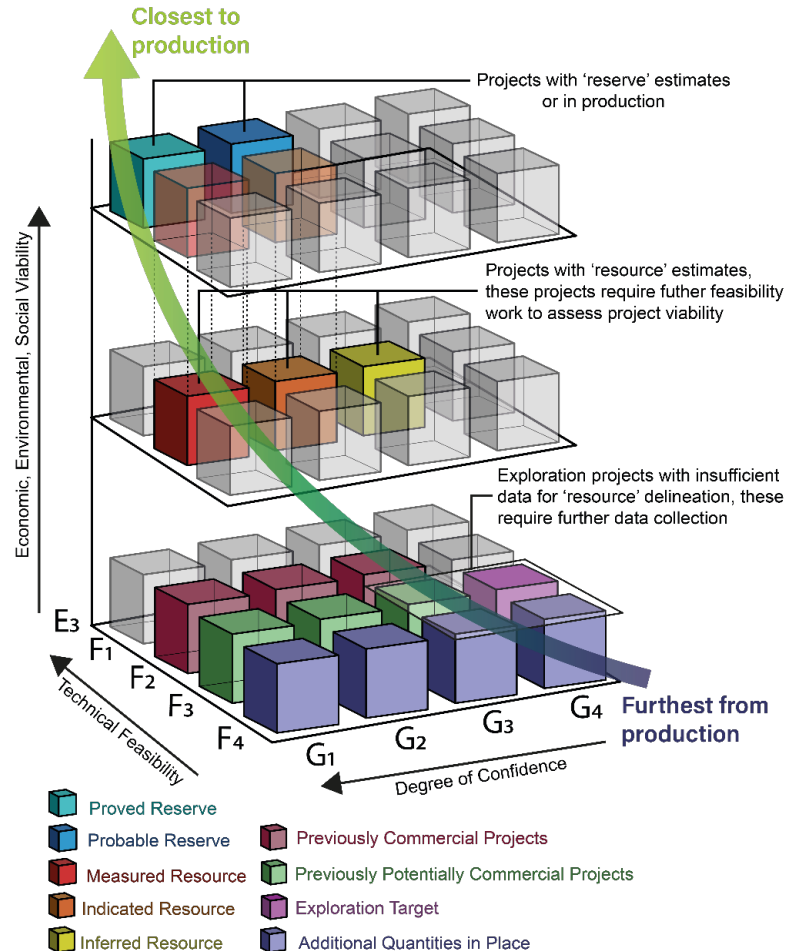 Closest to
production
Projects with ‘reserve’ estimates
or in production
Projects with ‘resource’ estimates,
these projects require futher feasibility
work to assess project viability
Exploration projects with insufficient
data for ‘resource’ delineation, these
require further data collection
Economic, Environmental, Social Viability
E3
F1
F2
F3
F4
Technical Feasibility
G1
G2
G3
G4
Degree of Confidence
Furthest from
production
Proved Reserve
Probable Reserve
Measured Resource
Indicated Resource
Inferred Resource
Previously Commercial Projects
Previously Potentially Commercial Projects
Exploration Target
Additional Quantities in Place